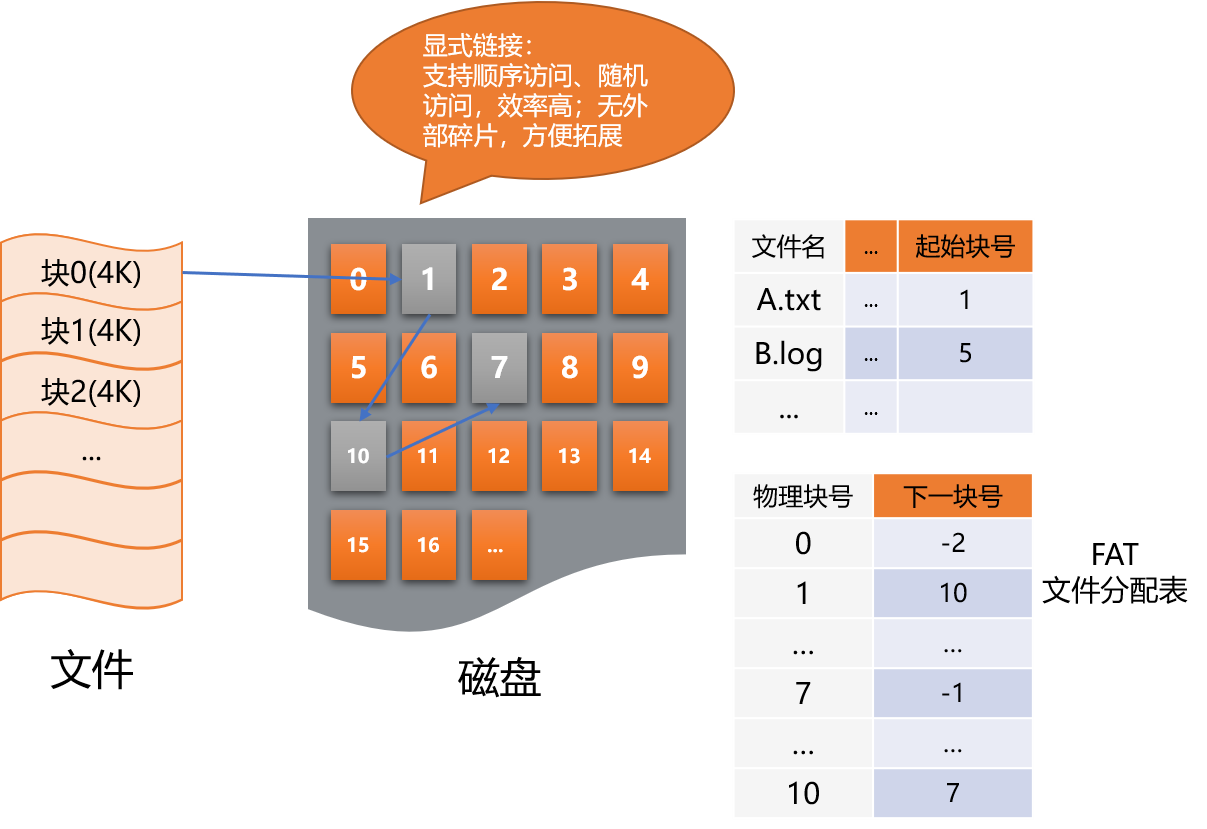 显式链接：
支持顺序访问、随机
访问，效率高；无外
部碎片，方便拓展
块0(4K)
块1(4K)
块2(4K)
...
文件
0 1 2 3 4
5 6 7 8 9
10 11 12 13 14
15 16 ...
磁盘
文件名 ... 起始块号
A.txt ... 1
B.log ... 5
... ...
物理块号 下一块号
0 -2
1 10
... ...
7 -1
... ...
10 7
FAT
文件分配表